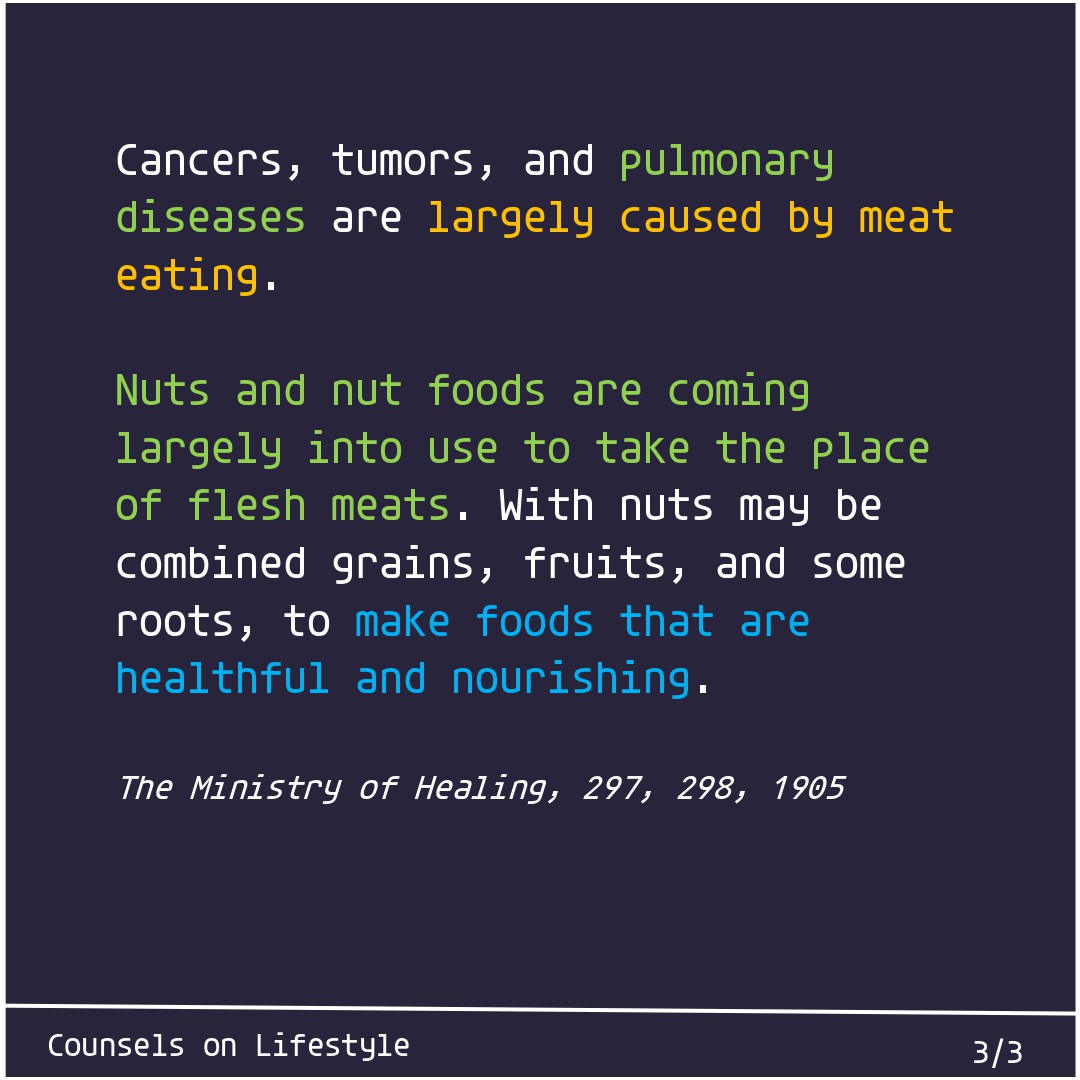 Cancers, tumors, and pulmonary
diseases are largely caused by meat
eating.
Nuts and nut foods are coming
largely into use to take the place
of flesh meats. With nuts may be
combined grains, fruits, and some
roots, to make foods that are
healthful and nourishing.
The Ministry of Healing, 297, 298, 1905
Counsels on Lifestyle
3/3